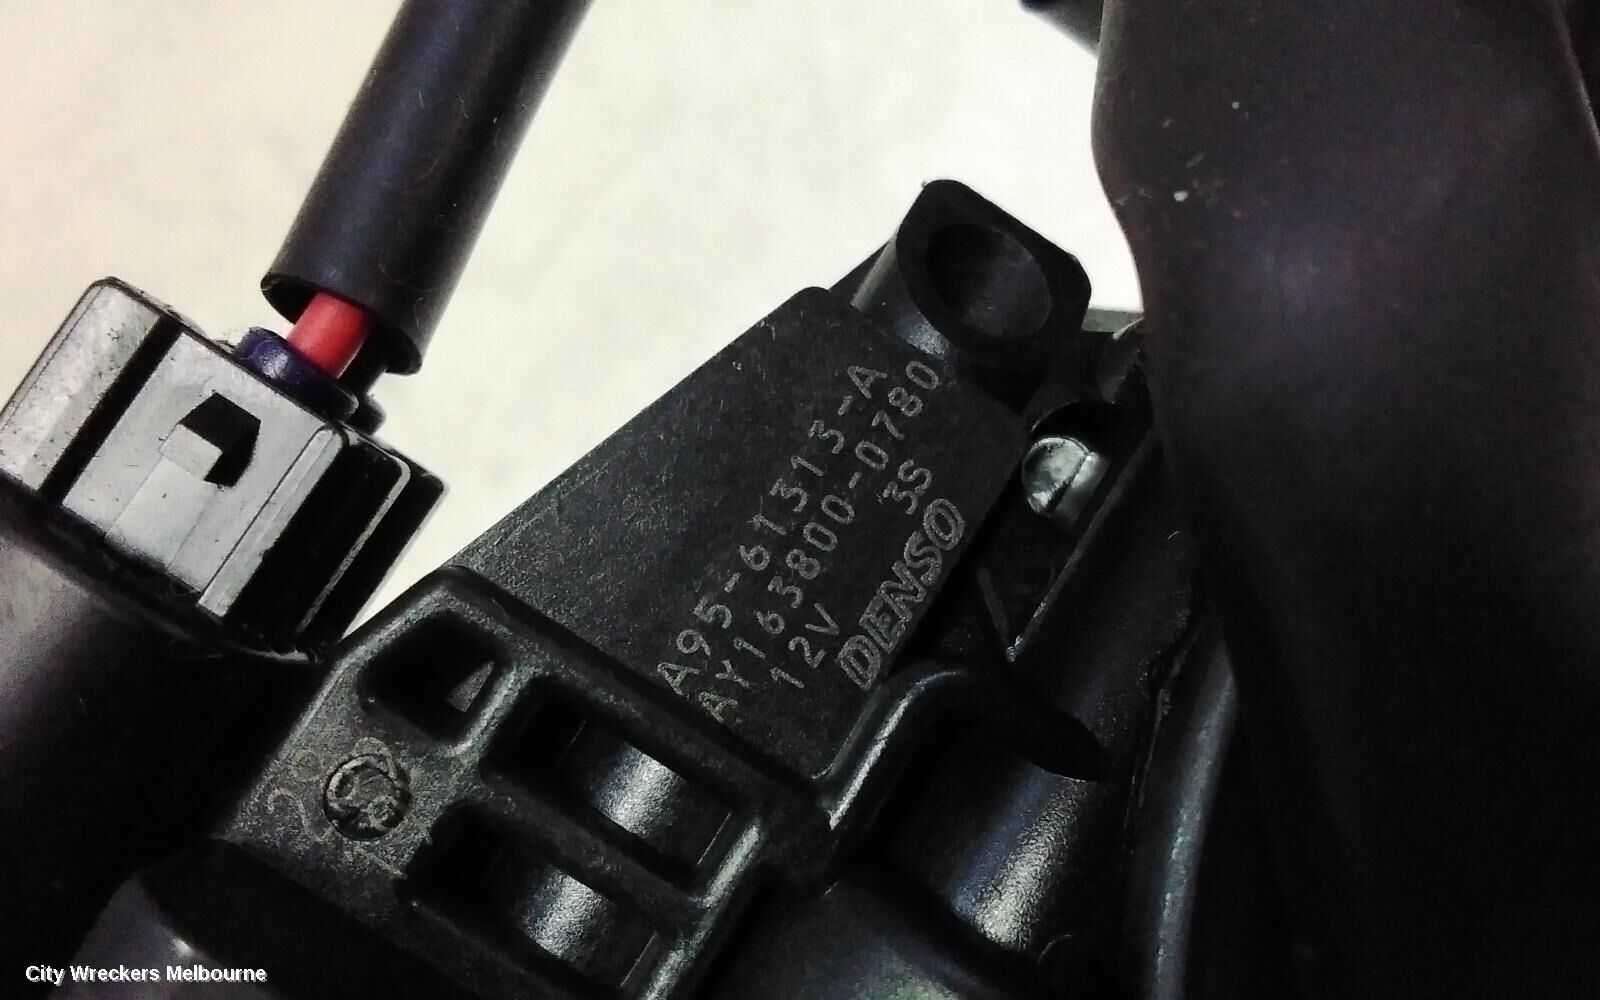 A95-61313-A
AY163800-0780
12V 3S
DENSO
City Wreckers Melbourne